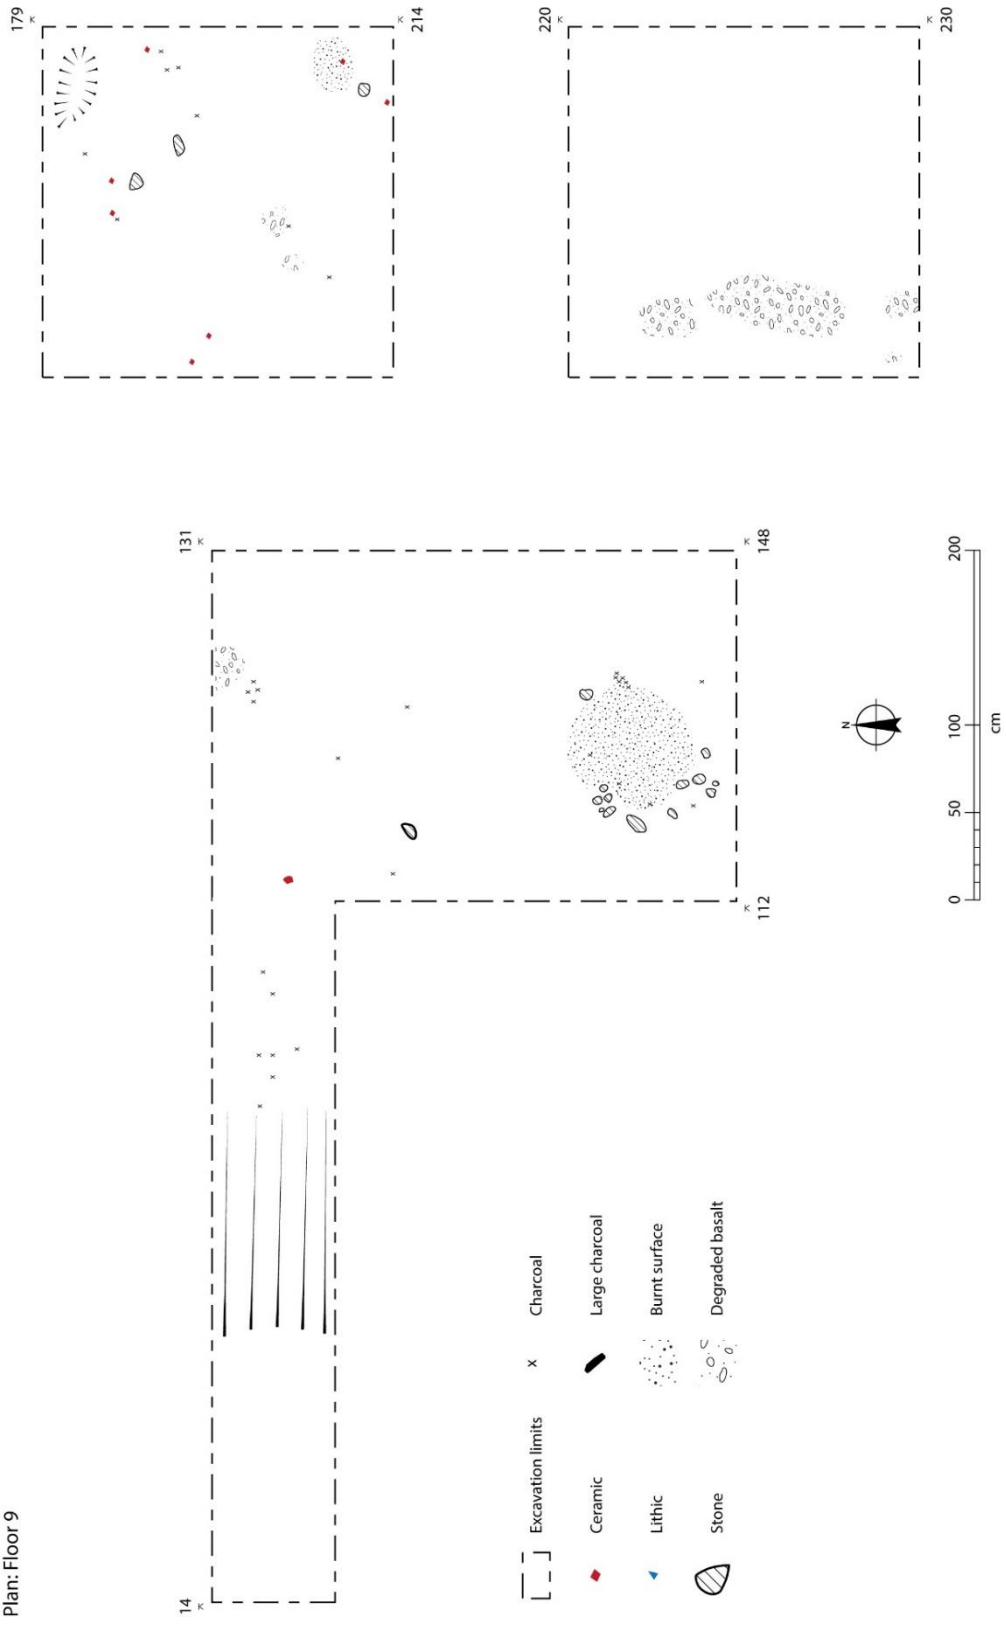 Plan: Floor 9
14
131
179
K
K
K
112
148
214
220
230
K
K
K
K
K
Excavation limits
Charcoal
x
Ceramic
Large charcoal
Lithic
Burnt surface
Stone
Degraded basalt
N
0
50
100
200
cm